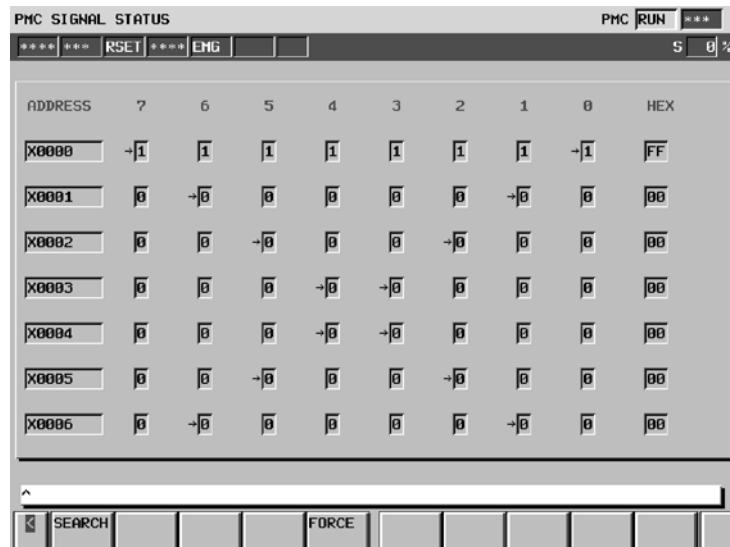 PMC SIGNAL STATUS PMC RUN ***
**** *** RSET **** EMG S 0 %
ADDRESS 7 6 5 4 3 2 1 0 HEX
X0000 →1 1 1 1 1 1 1 →1 FF
X0001 0 →0 0 0 0 0 →0 0 00
X0002 0 0 →0 0 0 →0 0 0 00
X0003 0 0 0 →0 →0 0 0 0 00
X0004 0 0 0 →0 →0 0 0 0 00
X0005 0 0 →0 0 0 →0 0 0 00
X0006 0 →0 0 0 0 0 →0 0 00
^
< SEARCH FORCE